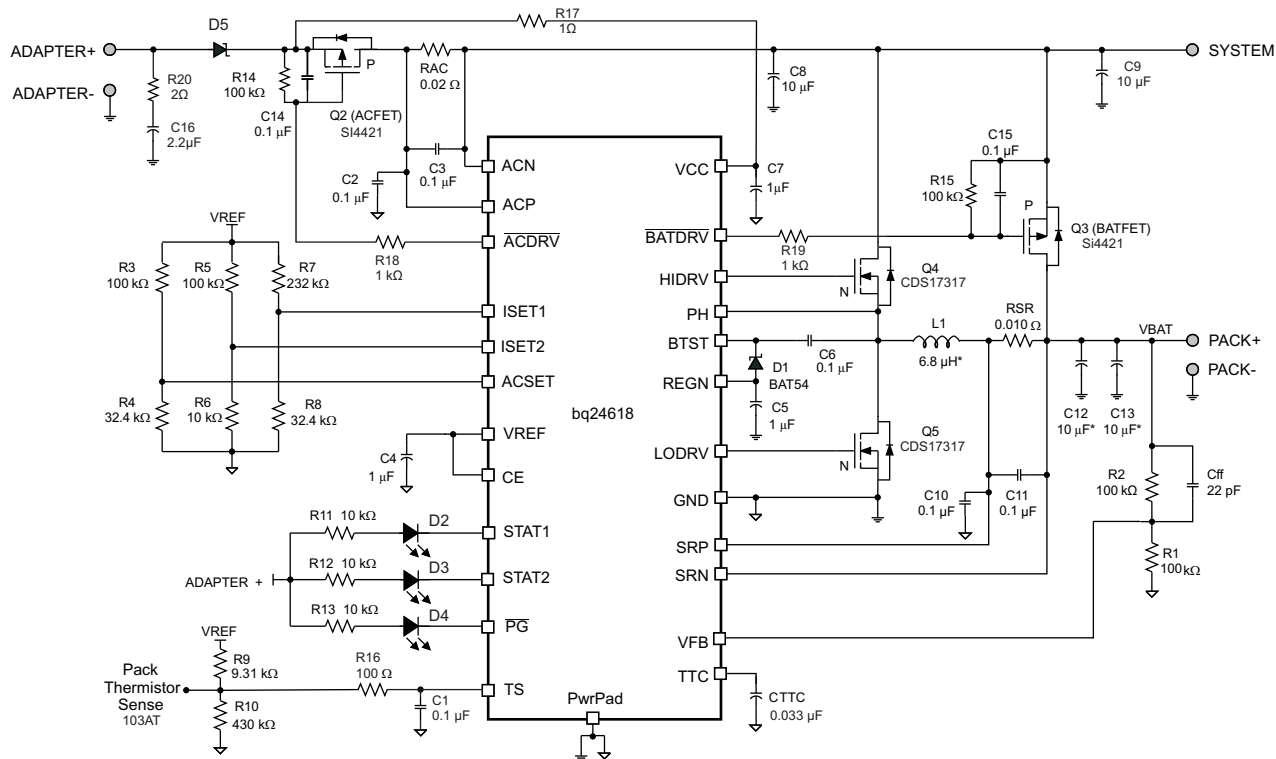 ADAPTER+
ADAPTER-
D5
R17
1Ω
SYSTEM
R20
2Ω
C16
2.2µF
R14
100 kΩ
C14
0.1 µF
P
Q2 (ACFET)
SI4421
RAC
0.02 Ω
C8
10 µF
C9
10 µF
C3
0.1 µF
C2
0.1 µF
R18
1 kΩ
VREF
R3
100 kΩ
R5
100 kΩ
R7
232 kΩ
R4
32.4 kΩ
R6
10 kΩ
R8
32.4 kΩ
C4
1 µF
R11 10 kΩ
D2
R12 10 kΩ
D3
R13 10 kΩ
D4
ADAPTER +
VREF
R9
9.31 kΩ
Pack
Thermistor
Sense
103AT
R10
430 kΩ
R16
100 Ω
C1
0.1 µF
ACN
ACP
ACDRV
ISET1
ISET2
ACSET
VREF
CE
STAT1
STAT2
PG
TS
bq24618
PwrPad
VCC
BATDRV
HIDRV
PH
BTST
REGN
LODRV
GND
SRP
SRN
VFB
TTC
C7
1µF
R19
1 kΩ
R15
100 kΩ
C15
0.1 µF
P
Q3 (BATFET)
Si4421
Q4
CDS17317
N
C6
0.1 µF
D1
BAT54
C5
1 µF
L1
6.8 µH*
RSR
0.010 Ω
VBAT
PACK+
PACK-
Q5
CDS17317
N
C12
10 µF*
C13
10 µF*
C10
0.1 µF
C11
0.1 µF
R2
100 kΩ
Cff
22 pF
R1
100 kΩ
CTTC
0.033 µF